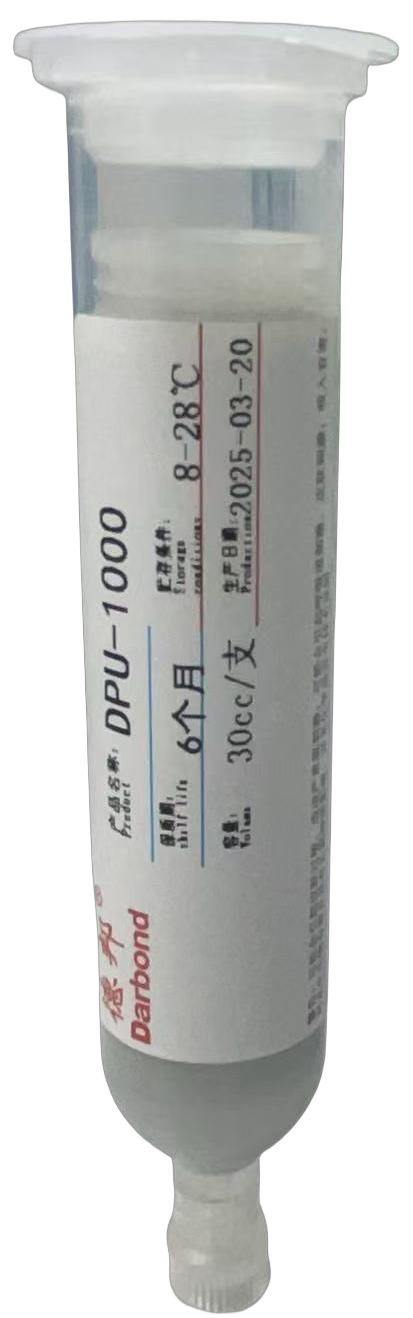 德邦®
Darbond
产品名称: DPU-1000
Product
保质期: 6个月
Shelf life
贮存条件: 8-28℃
Storage
conditions
容量: 30cc/支
Volume
生产日期: 2025-03-20
Production